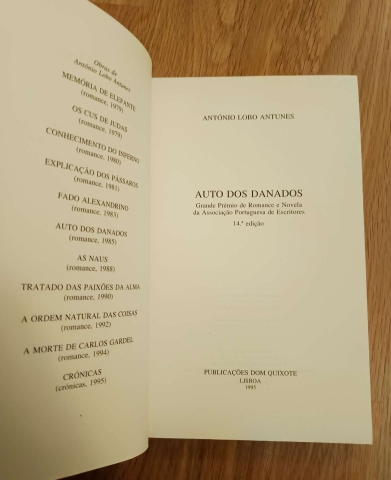 Obras de
António Lobo Antunes
MEMÓRIA DE ELEFANTE
(romance, 1979)
OS CUS DE JUDAS
(romance, 1979)
CONHECIMENTO DO INFERNO
(romance, 1980)
EXPLICAÇÃO DOS PÁSSAROS
(romance, 1981)
FADO ALEXANDRINO
(romance, 1983)
AUTO DOS DANADOS
(romance, 1985)
AS NAUS
(romance, 1988)
TRATADO DAS PAIXÕES DA ALMA
(romance, 1990)
A ORDEM NATURAL DAS COISAS
(romance, 1992)
A MORTE DE CARLOS GARDEL
(romance, 1994)
CRÓNICAS
(crónicas, 1995)
ANTÓNIO LOBO ANTUNES
AUTO DOS DANADOS
Grande Prémio de Romance e Novela
da Associação Portuguesa de Escritores
14.ª edição
PUBLICAÇÕES DOM QUIXOTE
LISBOA
1995